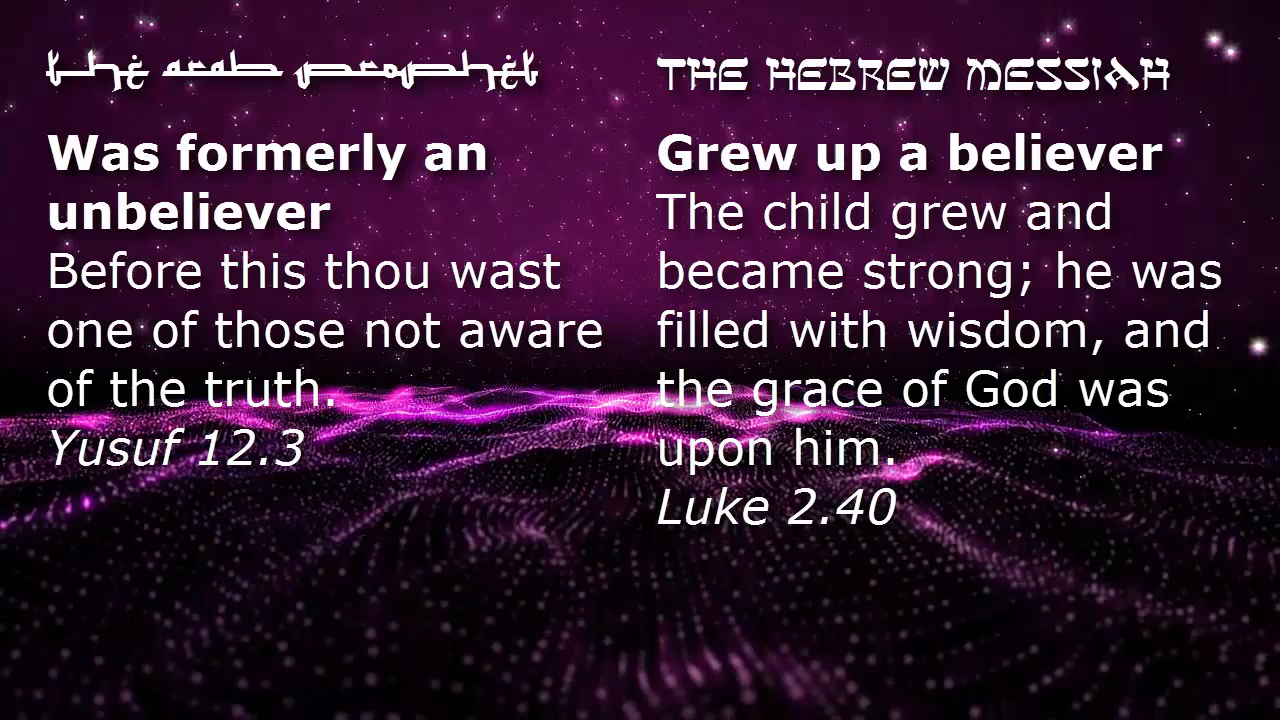 the arab prophet
Was formerly an
unbeliever
Before this thou wast
one of those not aware
of the truth.
Yusuf 12.3
THE HEBREW MESSIAH
Grew up a believer
The child grew and
became strong; he was
filled with wisdom, and
the grace of God was
upon him.
Luke 2.40